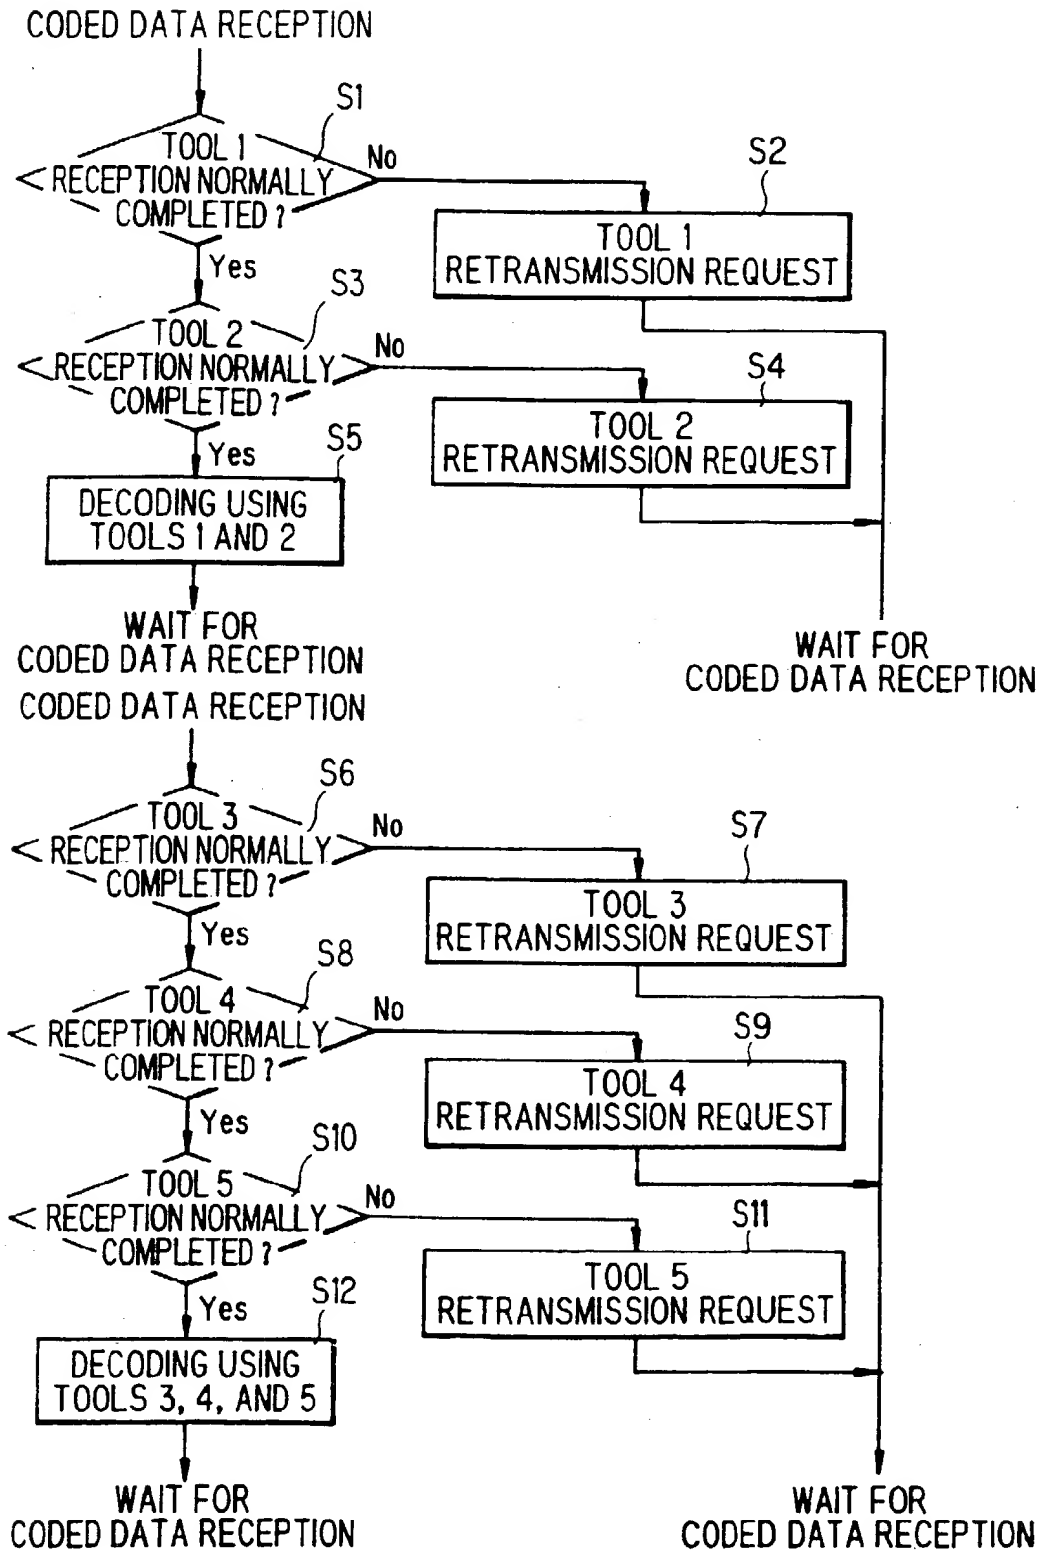 CODED DATA RECEPTION
S1
TOOL 1
RECEPTION NORMALLY
COMPLETED ?
No
S2
TOOL 1
RETRANSMISSION REQUEST
Yes
S3
TOOL 2
RECEPTION NORMALLY
COMPLETED ?
No
S4
TOOL 2
RETRANSMISSION REQUEST
Yes
S5
DECODING USING
TOOLS 1 AND 2
WAIT FOR
CODED DATA RECEPTION
WAIT FOR
CODED DATA RECEPTION
CODED DATA RECEPTION
S6
TOOL 3
RECEPTION NORMALLY
COMPLETED ?
No
S7
TOOL 3
RETRANSMISSION REQUEST
Yes
S8
TOOL 4
RECEPTION NORMALLY
COMPLETED ?
No
S9
TOOL 4
RETRANSMISSION REQUEST
Yes
S10
TOOL 5
RECEPTION NORMALLY
COMPLETED ?
No
S11
TOOL 5
RETRANSMISSION REQUEST
Yes
S12
DECODING USING
TOOLS 3, 4, AND 5
WAIT FOR
CODED DATA RECEPTION
WAIT FOR
CODED DATA RECEPTION